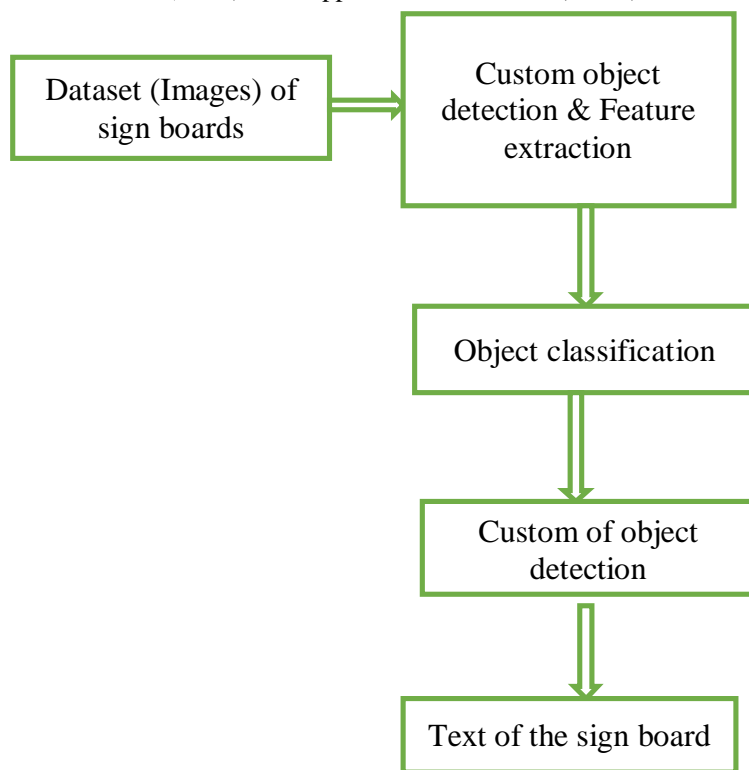 Dataset (Images) of
sign boards
Custom object
detection & Feature
extraction
Object classification
Custom of object
detection
Text of the sign board